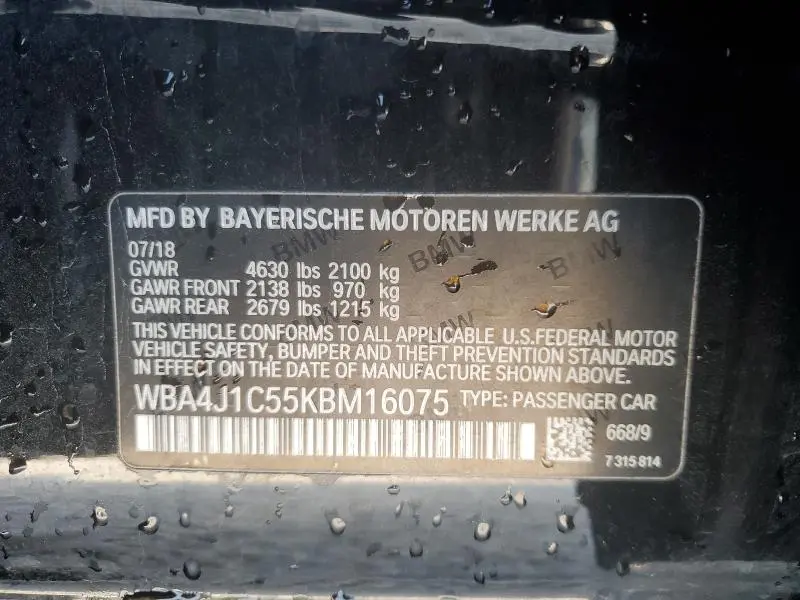 MFD BY BAYERISCHE MOTOREN WERKE AG
07/18
GVWR 4630 lbs 2100 kg
GAWR FRONT 2138 lbs 970 kg
GAWR REAR 2679 lbs 1215 kg
THIS VEHICLE CONFORMS TO ALL APPLICABLE U.S.FEDERAL MOTOR
VEHICLE SAFETY, BUMPER AND THEFT PREVENTION STANDARDS
IN EFFECT ON THE DATE OF MANUFACTURE SHOWN ABOVE.
WBA4J1C55KBM16075 TYPE: PASSENGER CAR
668/9
7 315 814
BMW BMW BMW